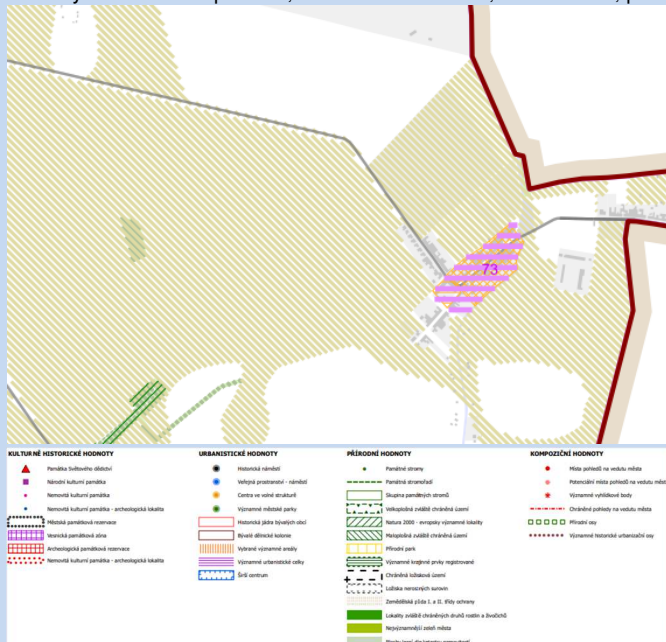 73
KULTURNĚ HISTORICKÉ HODNOTY
Památka Světového dědictví
Národní kulturní památka
Nemovitá kulturní památka
Nemovitá kulturní památka - archeologická lokalita
Městská památková rezervace
Vesnická památková zóna
Archeologická památková rezervace
Nemovitá kulturní památka - archeologická lokalita
URBANISTICKÉ HODNOTY
Historická náměstí
Veřejná prostranství - náměstí
Centra ve volné struktuře
Významné městské parky
Historická jádra bývalých obcí
Bývalé dělnické kolonie
Vybrané významné areály
Významné urbanistické celky
Širší centrum
PŘÍRODNÍ HODNOTY
Památné stromy
Památné stromořadí
Skupina památných stromů
Velkoplošné zvláště chráněná území
Natura 2000 - evropsky významné lokality
Maloplošné zvláště chráněná území
Přírodní park
Významné krajinné prvky registrované
Chráněná ložisková území
Ložiska nerostných surovin
Zemědělská půda I. a II. třídy ochrany
Lokality zvláště chráněných druhů rostlin a živočichů
Nejvýznamnější zeleň města
KOMPOZIČNÍ HODNOTY
Místa pohledů na vedutu města
Potenciální místa pohledů na vedutu měst
Významné vyhlídkové body
Chráněné pohledy na vedutu města
Přírodní osy
Významné historické urbanizační osy